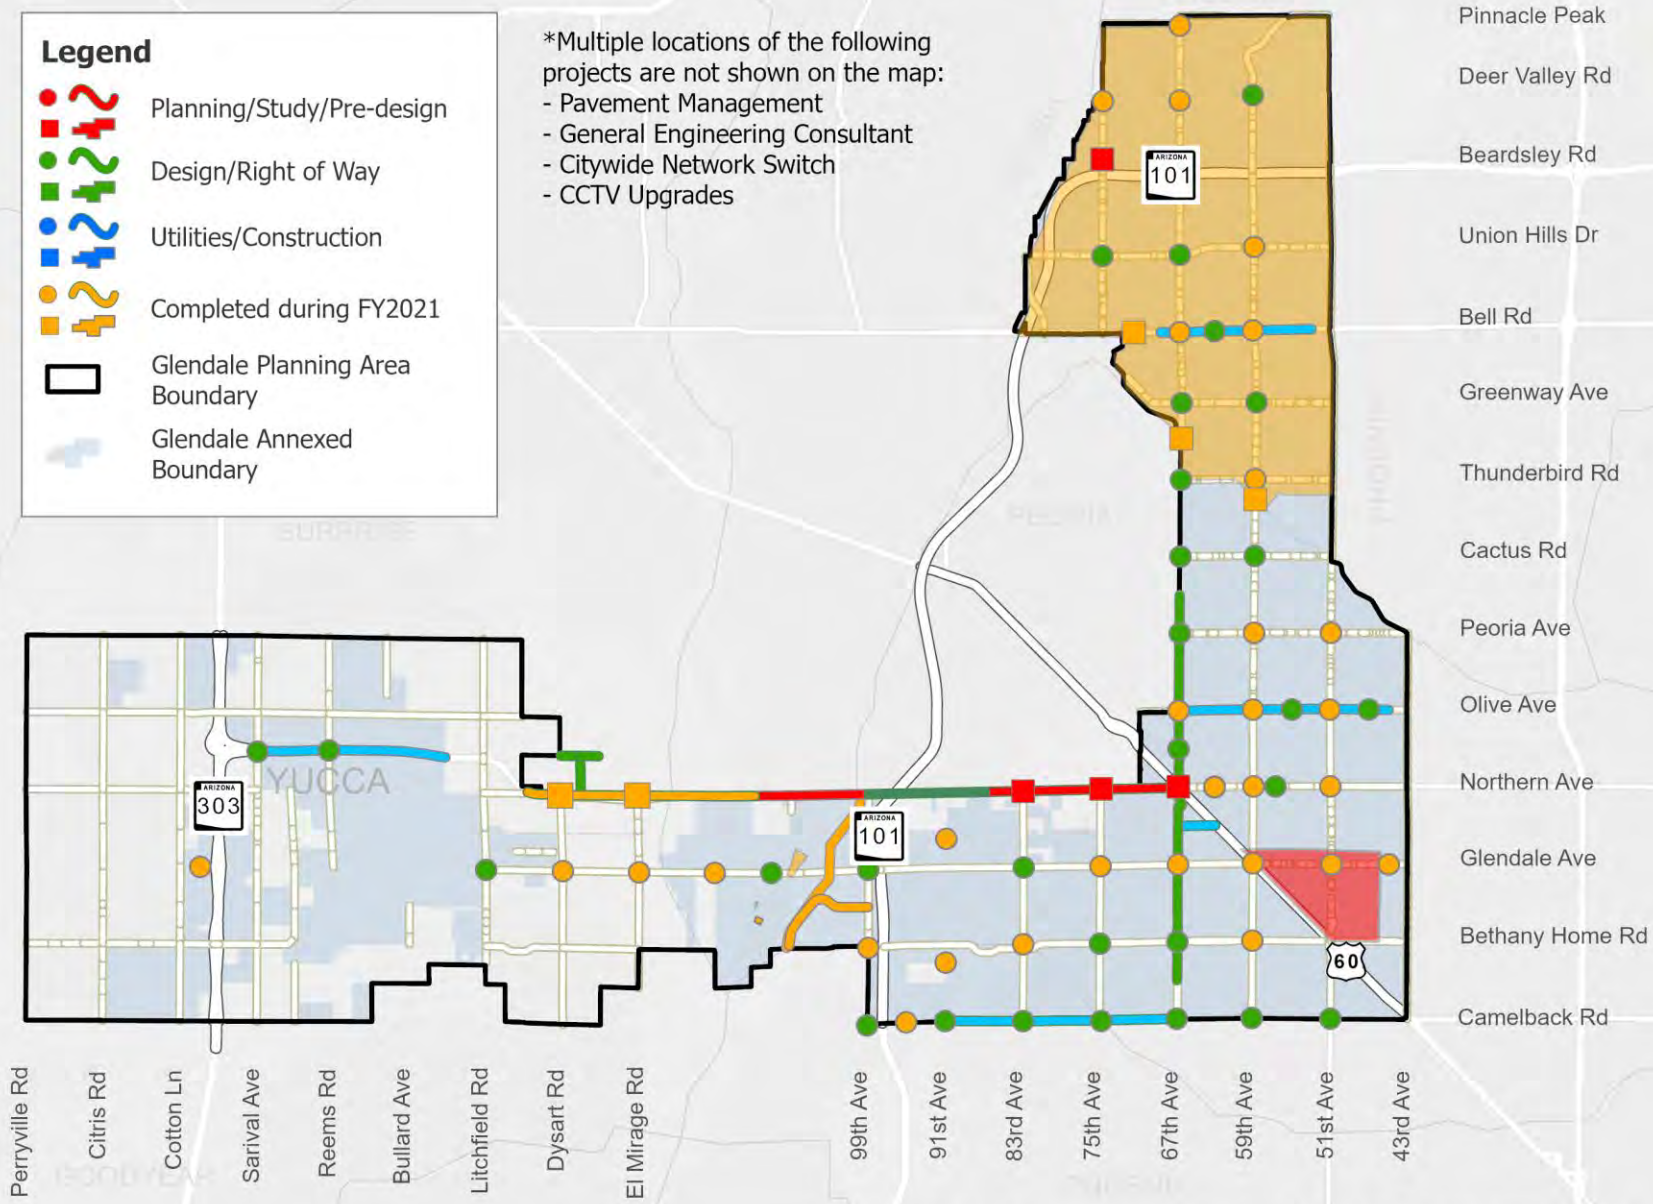 Legend
Planning/Study/Pre-design
Design/Right of Way
Utilities/Construction
Completed during FY2021
Glendale Planning Area
Boundary
Glendale Annexed
Boundary
*Multiple locations of the following
projects are not shown on the map:
- Pavement Management
- General Engineering Consultant
- Citywide Network Switch
- CCTV Upgrades
Pinnacle Peak
Deer Valley Rd
Beardsley Rd
Union Hills Dr
Bell Rd
Greenway Ave
Thunderbird Rd
Cactus Rd
Peoria Ave
Olive Ave
Northern Ave
Glendale Ave
Bethany Home Rd
Camelback Rd
ARIZONA
101
SURPRISE
PEORIA
YUCCA
ARIZONA
303
ARIZONA
101
60
GOODYEAR
Perryville Rd
Citris Rd
Cotton Ln
Sarival Ave
Reems Rd
Bullard Ave
Litchfield Rd
Dysart Rd
El Mirage Rd
99th Ave
91st Ave
83rd Ave
75th Ave
67th Ave
59th Ave
51st Ave
43rd Ave